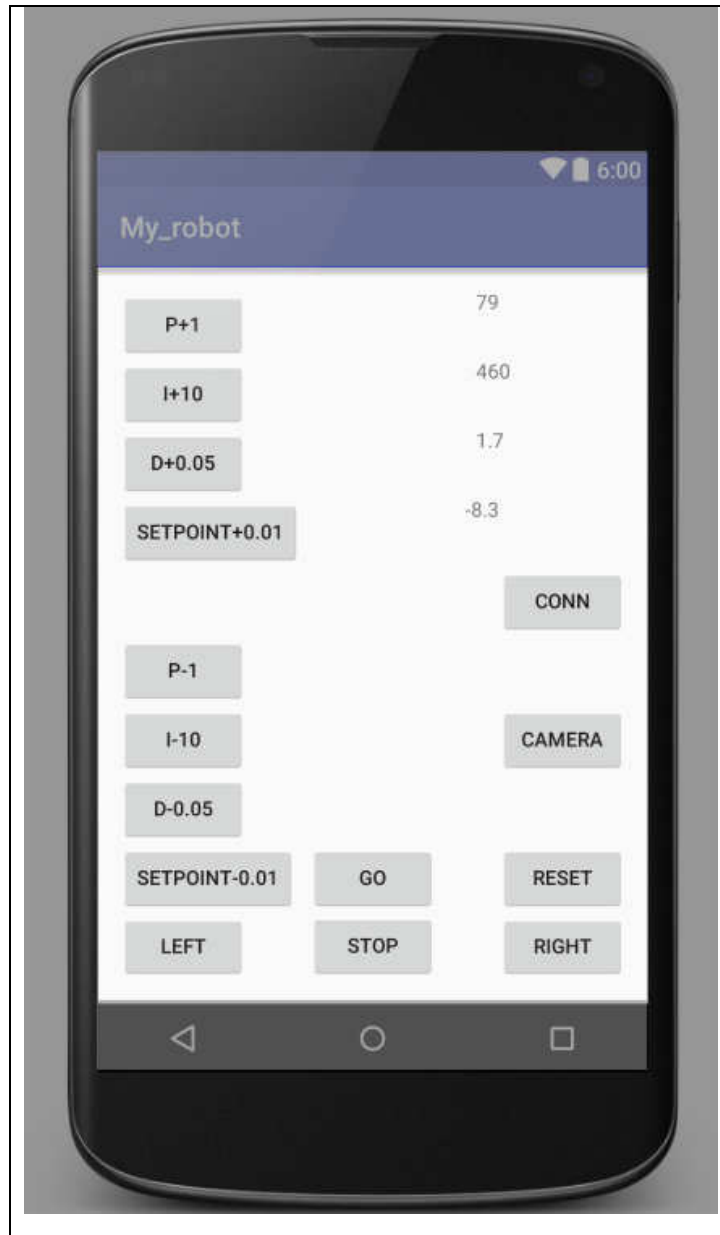 6:00
My_robot
P+1 79
I+10 460
D+0.05 1.7
SETPOINT+0.01 -8.3
CONN
P-1
I-10 CAMERA
D-0.05
SETPOINT-0.01 GO RESET
LEFT STOP RIGHT